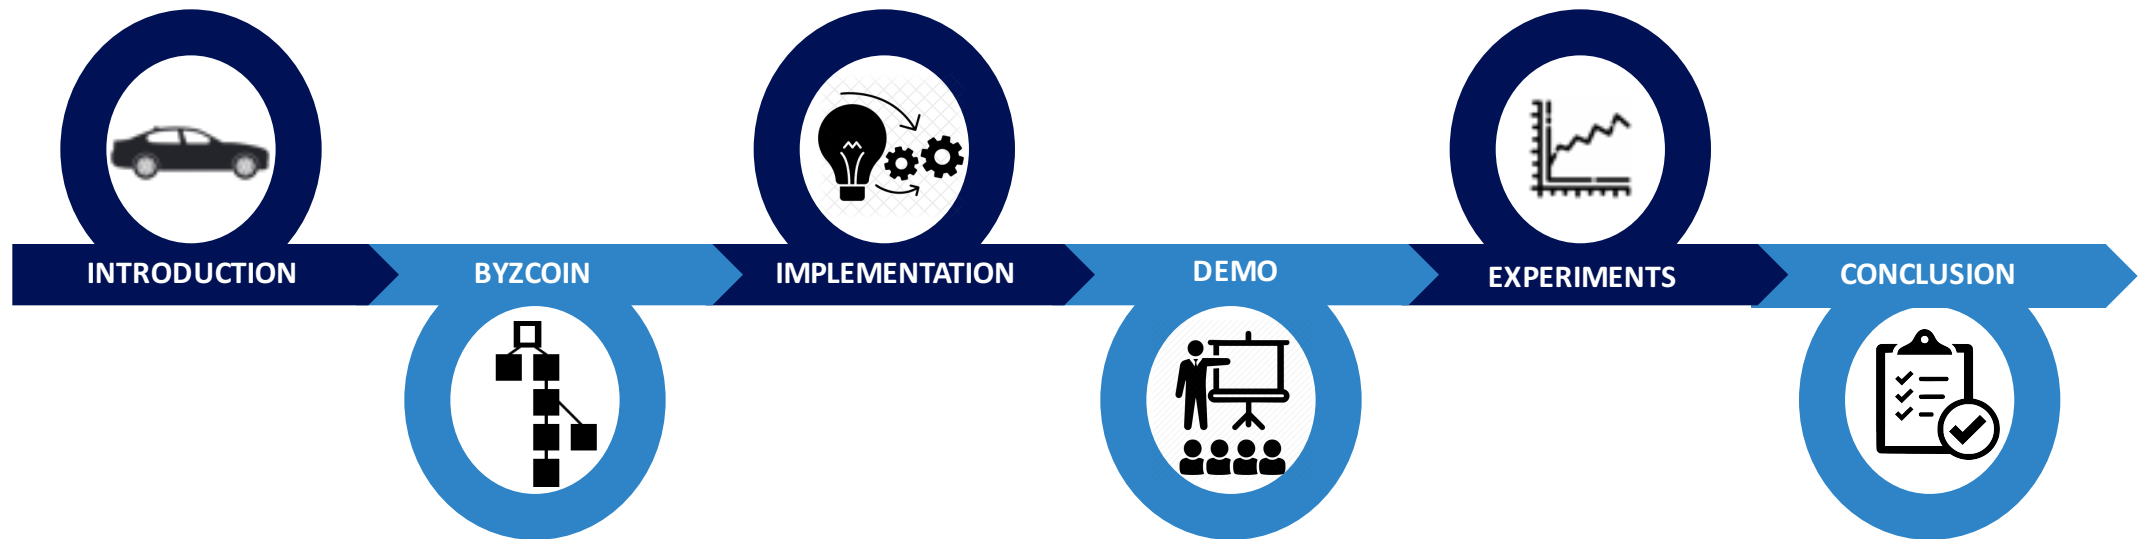 INTRODUCTION
BYZCOIN
IMPLEMENTATION
DEMO
EXPERIMENTS
CONCLUSION